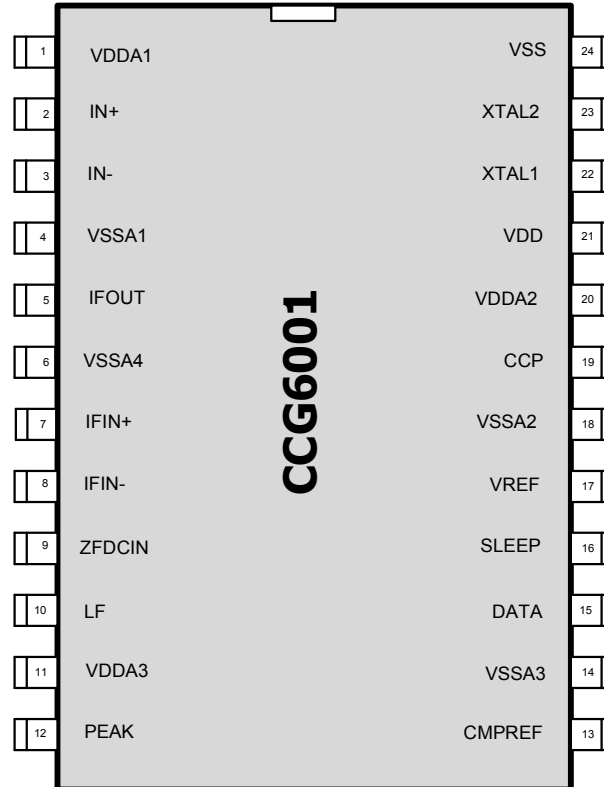 1 VDDA1 VSS 24
2 IN+ XTAL2 23
3 IN- XTAL1 22
4 VSSA1 VDD 21
5 IFOUT VDDA2 20
6 VSSA4 CCP 19
7 IFIN+ VSSA2 18
8 IFIN- VREF 17
9 ZFDCIN SLEEP 16
10 LF DATA 15
11 VDDA3 VSSA3 14
12 PEAK CMPREF 13
CCG6001